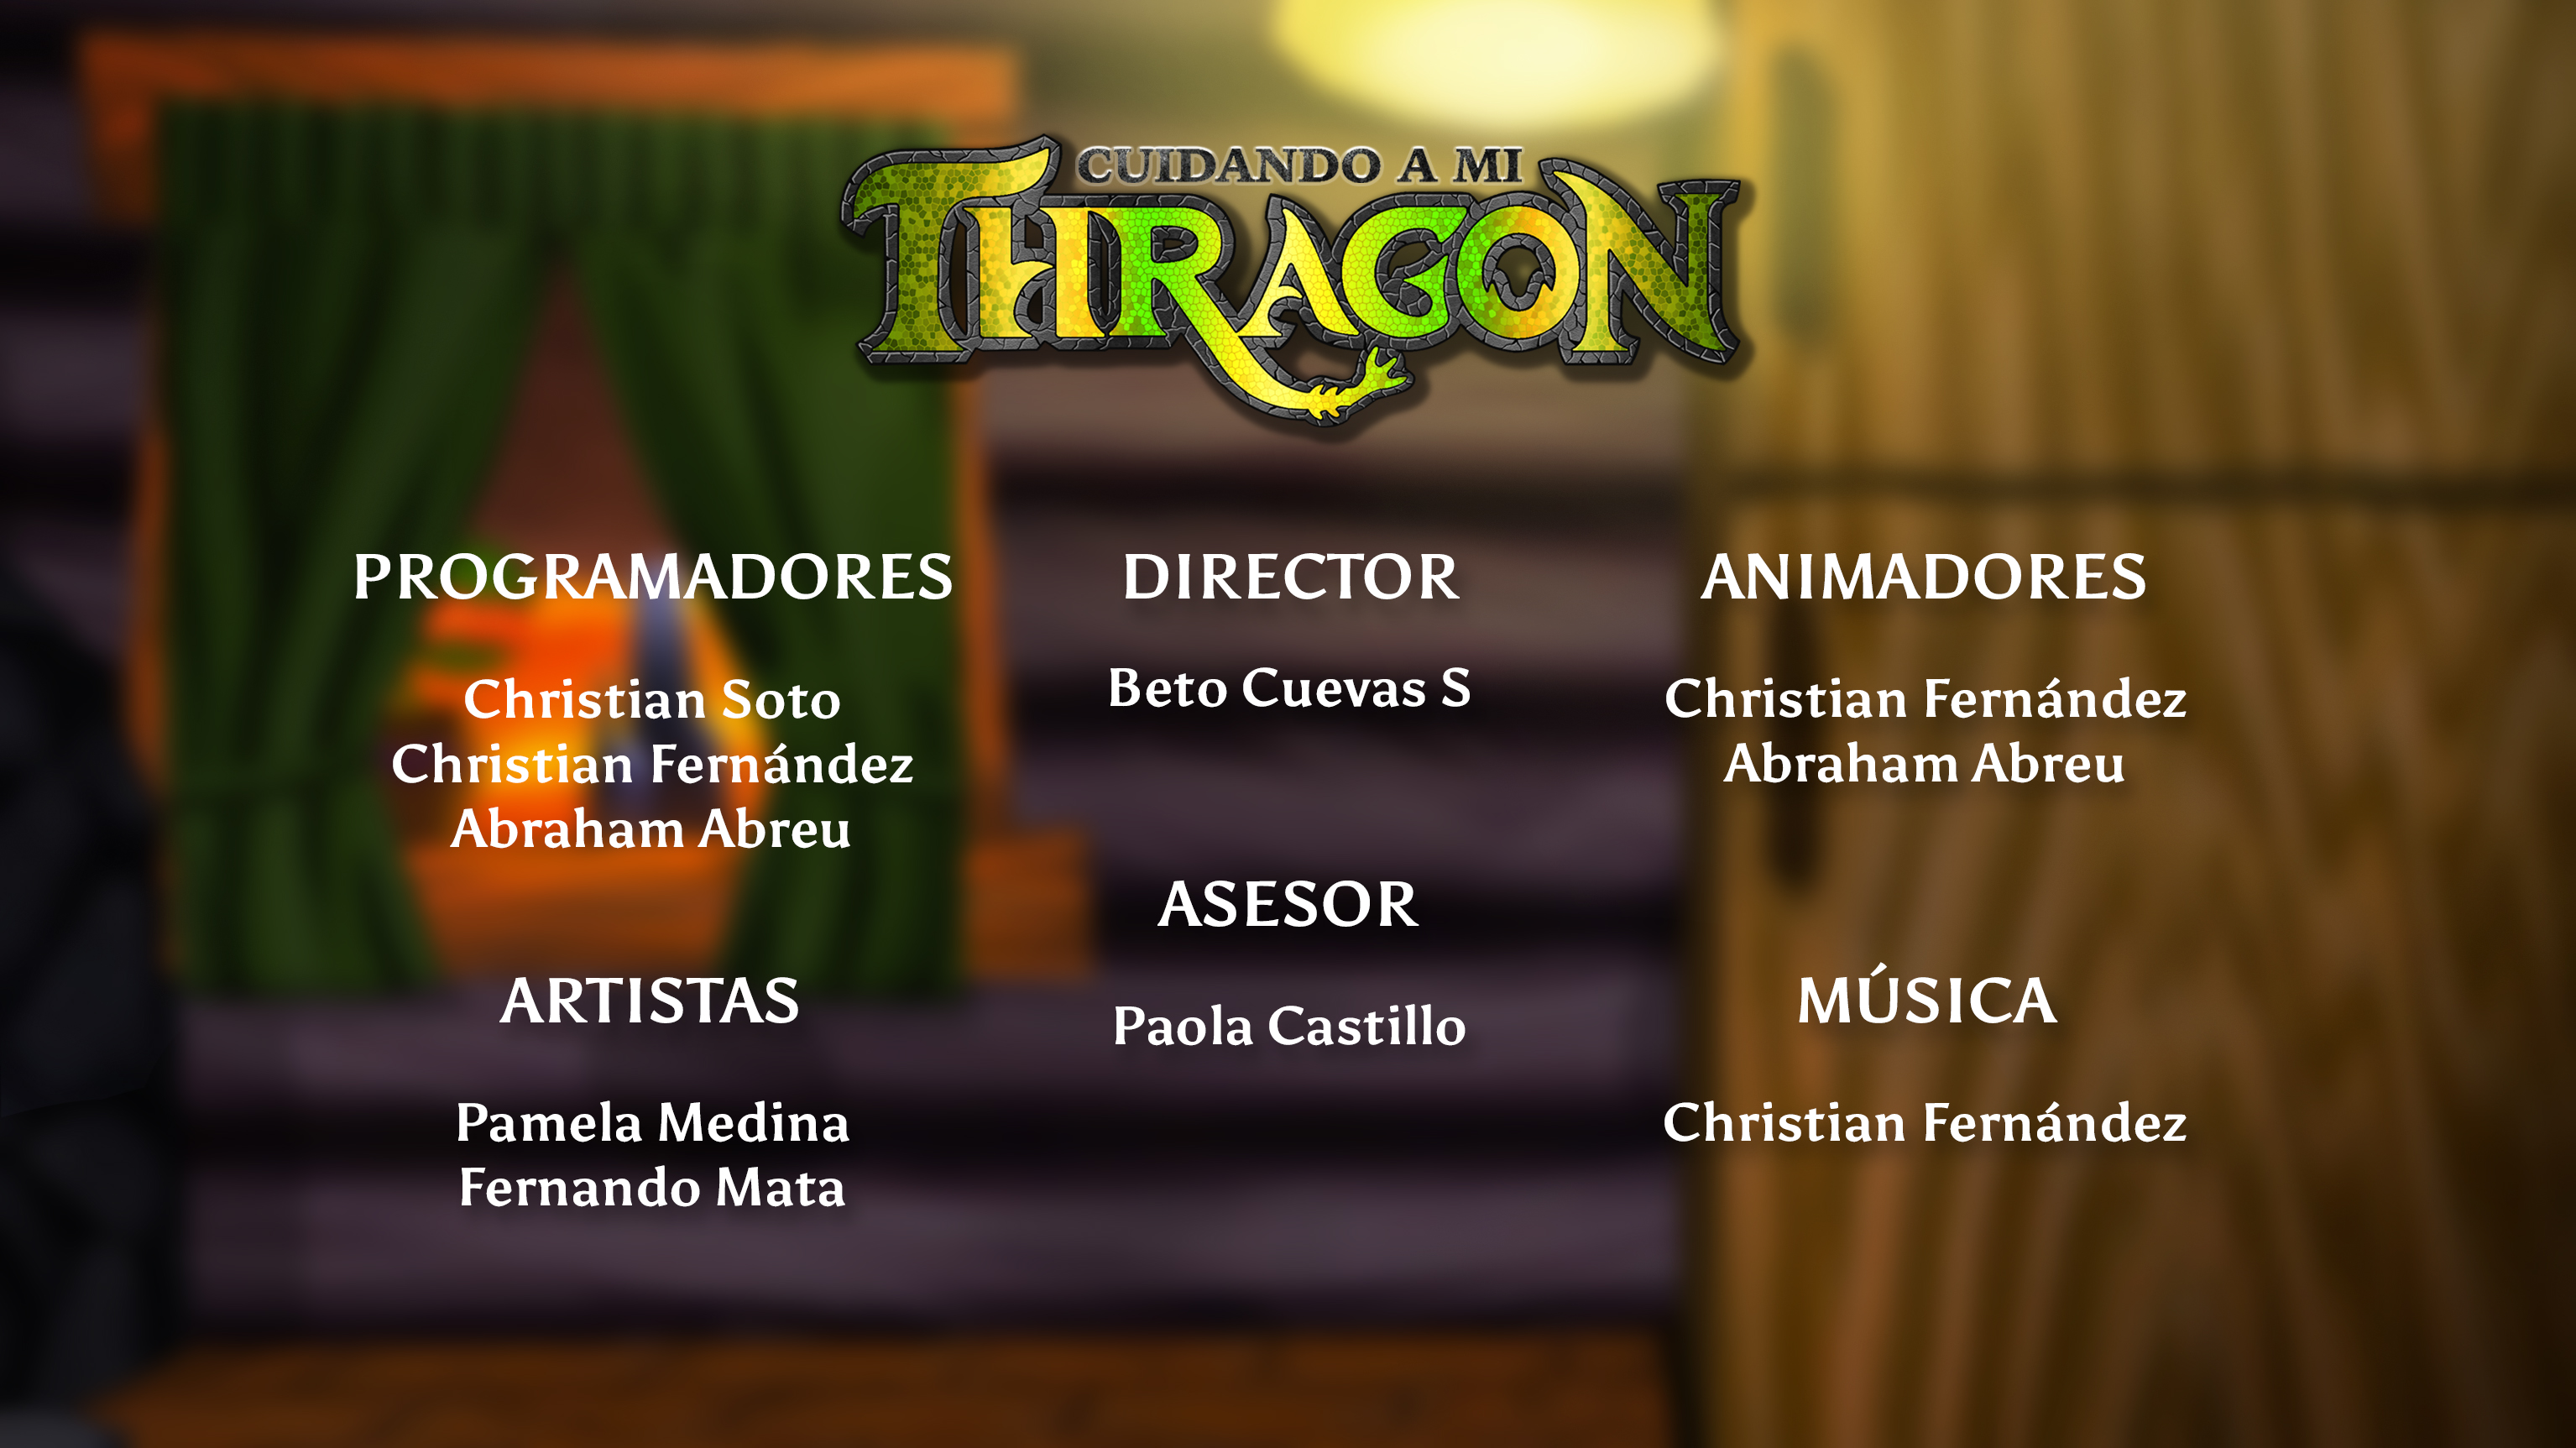 CUIDANDO A MI
THRAGON
PROGRAMADORES
Christian Soto
Christian Fernández
Abraham Abreu
ARTISTAS
Pamela Medina
Fernando Mata
DIRECTOR
Beto Cuevas S
ASESOR
Paola Castillo
ANIMADORES
Christian Fernández
Abraham Abreu
MÚSICA
Christian Fernández